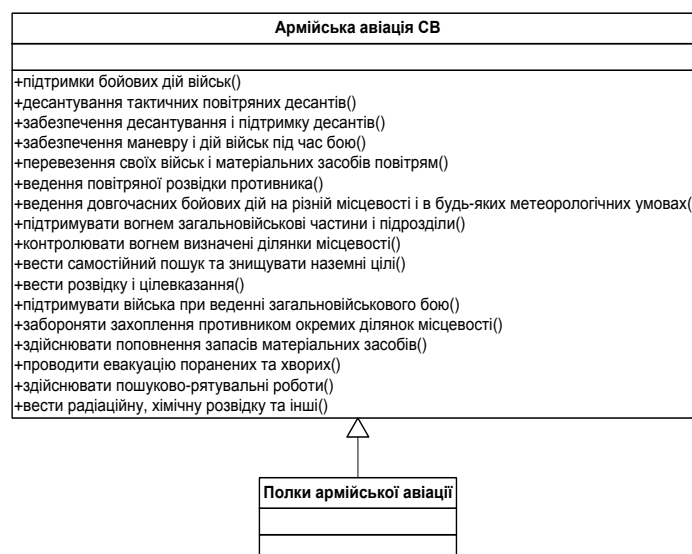 Армійська авіація СВ
+підтримки бойових дій військ()
+десантування тактичних повітряних десантів()
+забезпечення десантування і підтримку десантів()
+забезпечення маневру і дій військ під час бою()
+перевезення своїх військ і матеріальних засобів повітрям()
+ведення повітряної розвідки противника()
+ведення довгочасних бойових дій на різній місцевості і в будь-яких метеорологічних умовах(
+підтримувати вогнем загальновійськові частини і підрозділи()
+контролювати вогнем визначені ділянки місцевості()
+вести самостійний пошук та знищувати наземні цілі()
+вести розвідку і цілевказання()
+підтримувати війська при веденні загальновійськового бою()
+забороняти захоплення противником окремих ділянок місцевості()
+здійснювати поповнення запасів матеріальних засобів()
+проводити евакуацію поранених та хворих()
+здійснювати пошуково-рятувальні роботи()
+вести радіаційну, хімічну розвідку та інші()
Полки армійської авіації